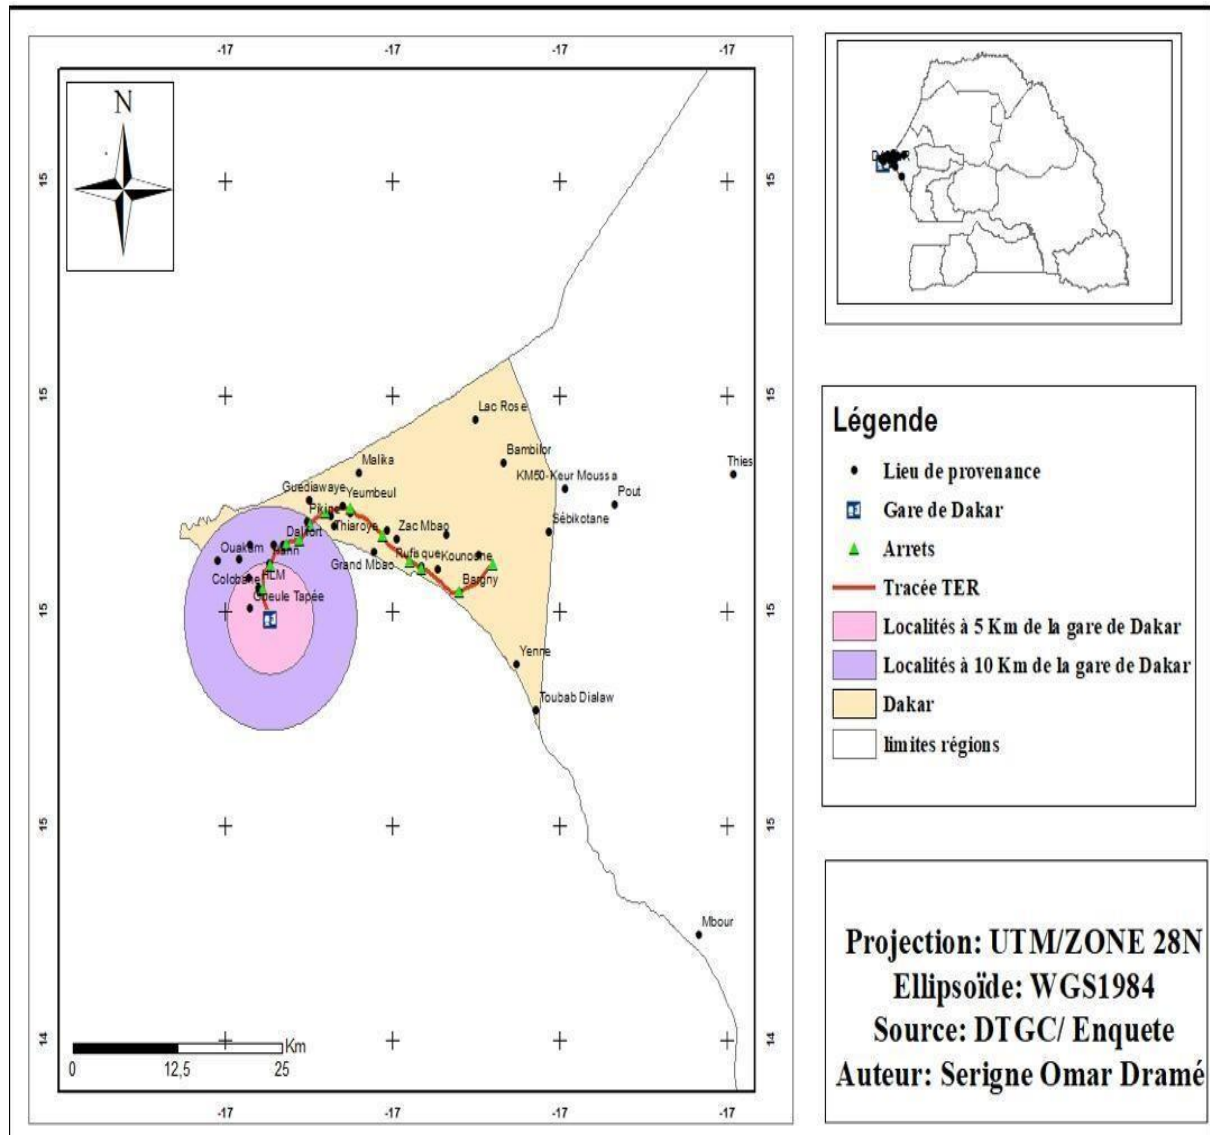 -17
-17
-17
-17
N
15
15
15
15
14
15
15
15
15
14
Lac Rose
Bambilor
Malika
KM50-Keur Moussa
Thies
Guediawaye
Yeumbeul
Pout
Pikine
Thiaroye
Zac Mbao
Sébikotane
Dalifort
Ouakam
Hann
Grand Mbao
Rufisque
Kounoune
Colobane
HLM
Bargny
Gueule Tapée
Yenne
Toubab Dialaw
Mbour
Km
0
12,5
25
-17
-17
-17
-17
Légende
Lieu de provenance
Gare de Dakar
Arrets
Tracée TER
Localités à 5 Km de la gare de Dakar
Localités à 10 Km de la gare de Dakar
Dakar
limites régions
Projection: UTM/ZONE 28N
Ellipsoïde: WGS1984
Source: DTGC/ Enquete
Auteur: Serigne Omar Dramé